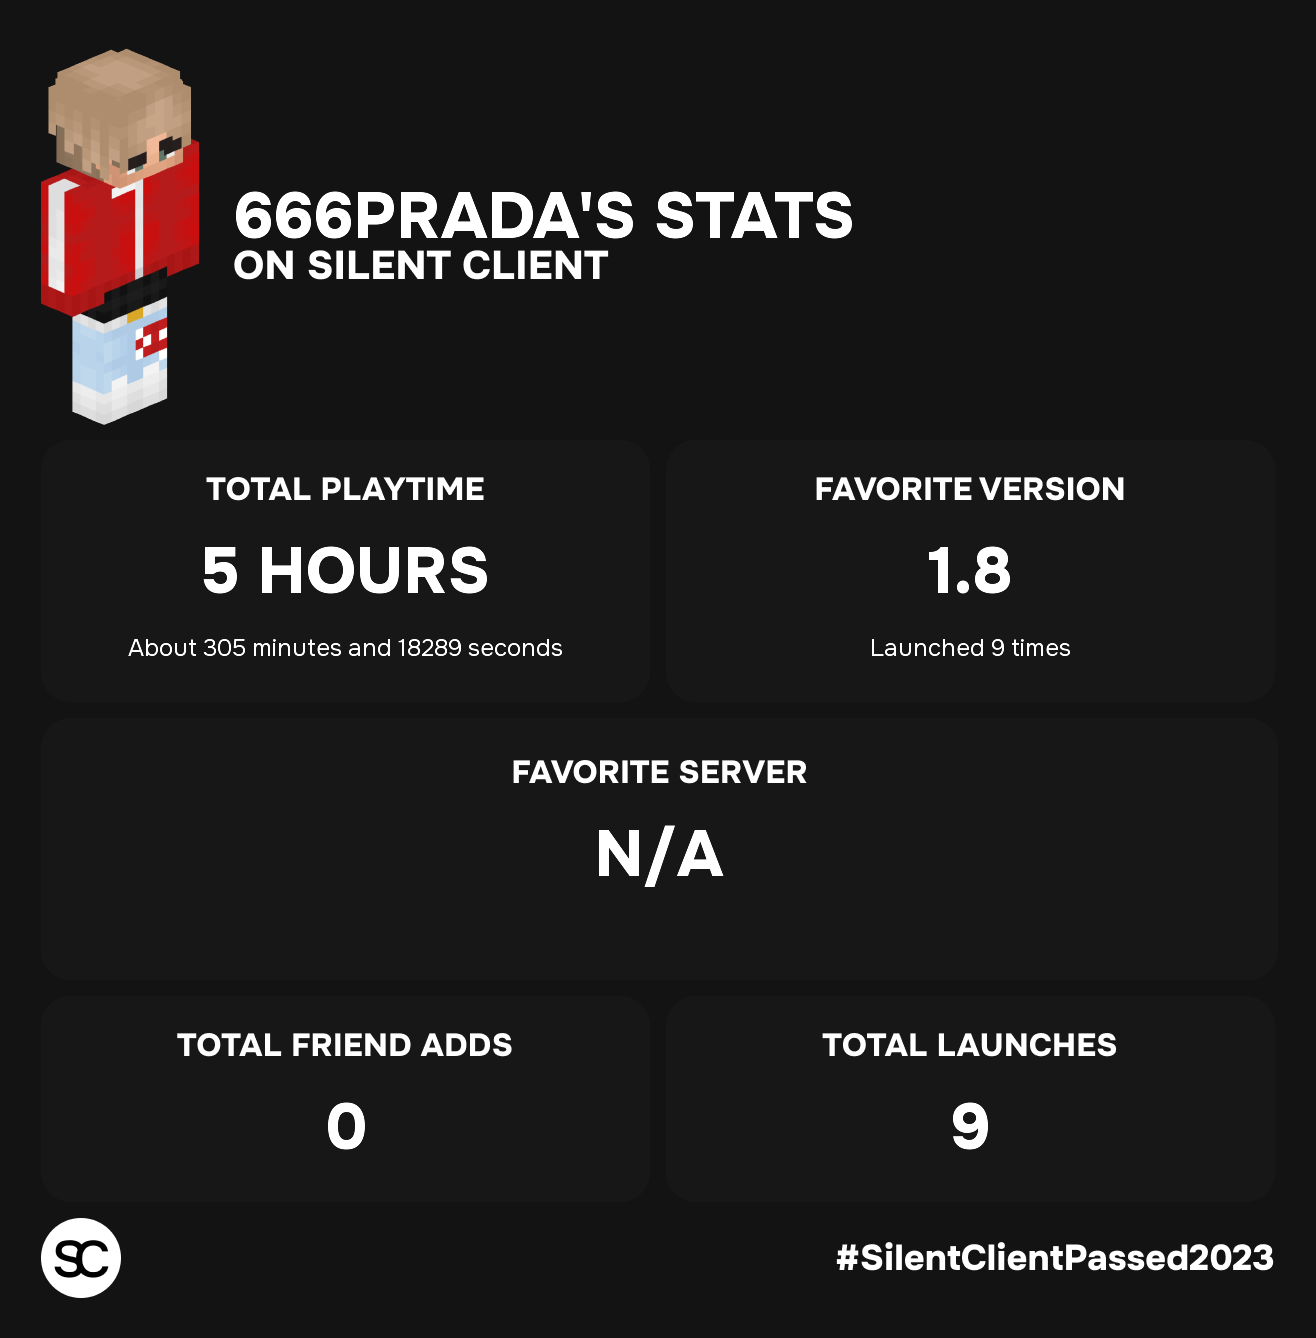 666PRADA'S STATS
ON SILENT CLIENT
TOTAL PLAYTIME
5 HOURS
About 305 minutes and 18289 seconds
FAVORITE VERSION
1.8
Launched 9 times
FAVORITE SERVER
N/A
TOTAL FRIEND ADDS
0
TOTAL LAUNCHES
9
SC
#SilentClientPassed2023